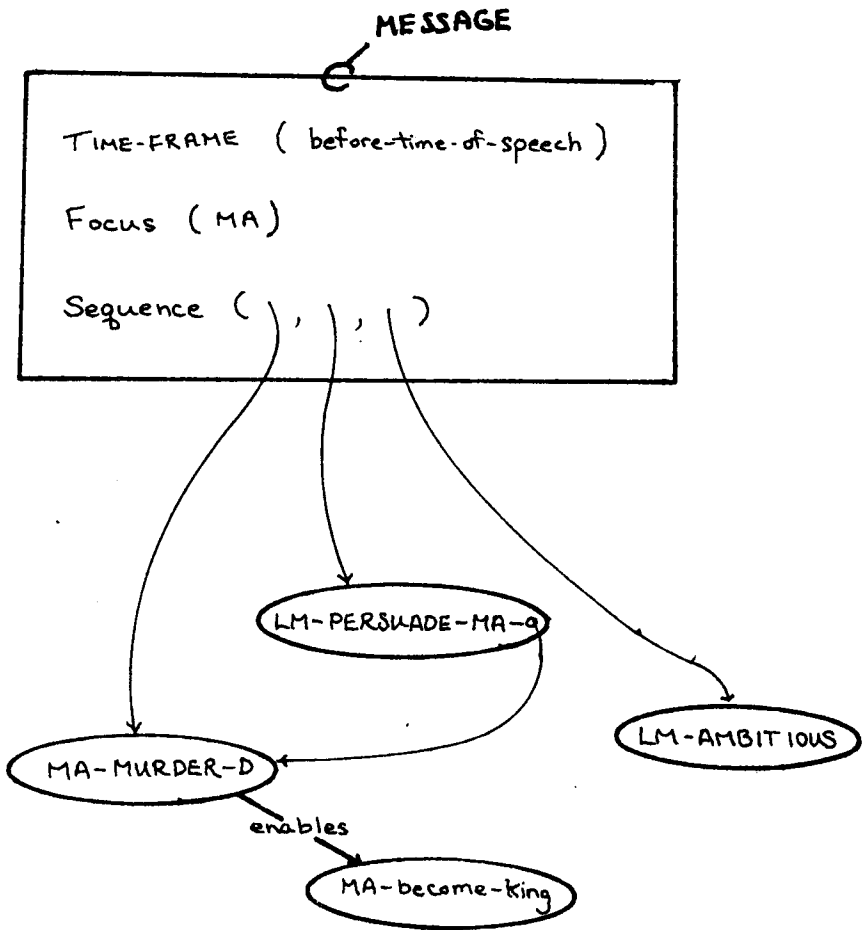 MESSAGE
TIME-FRAME ( before-time-of-speech )
Focus ( MA )
Sequence ( , , )
LM-PERSUADE-MA-9
LM-AMBITIOUS
MA-MURDER-D
enables
MA-become-king